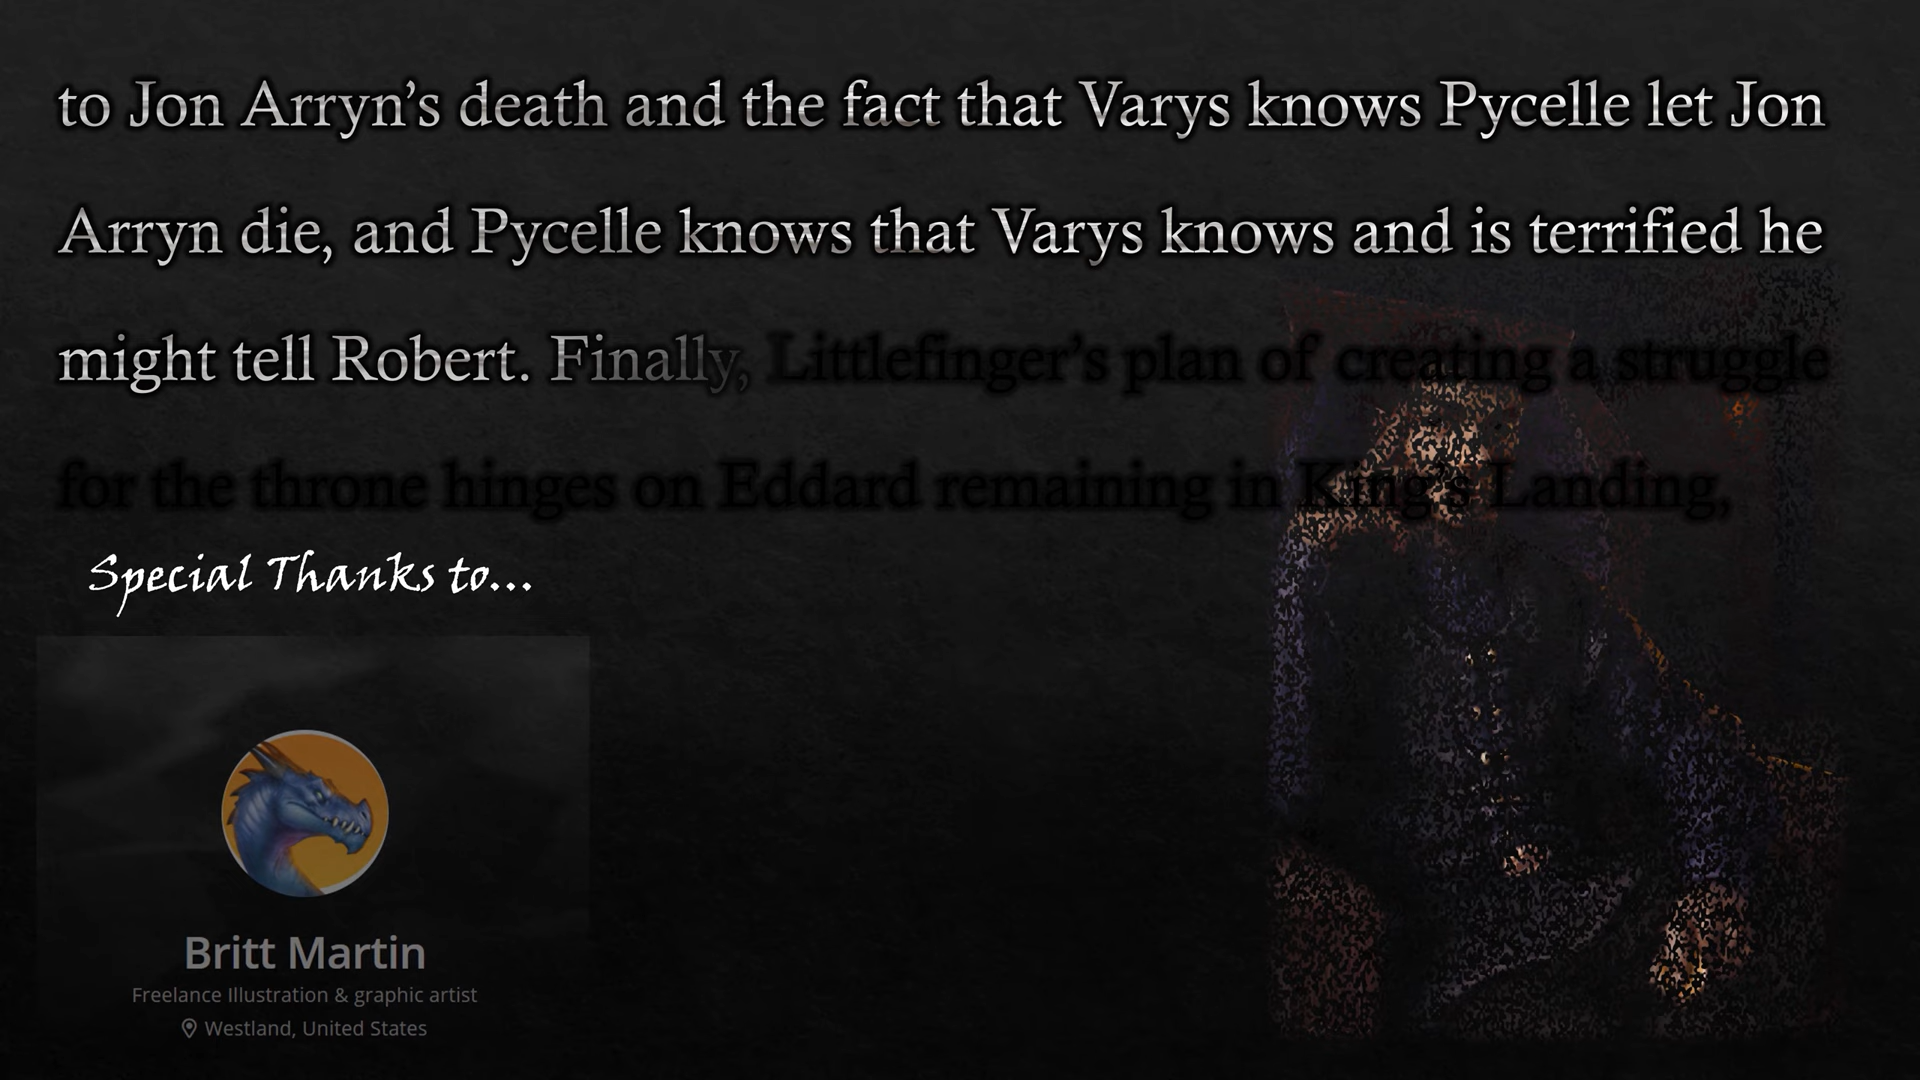 to Jon Arryn’s death and the fact that Varys knows Pycelle let Jon
Arryn die, and Pycelle knows that Varys knows and is terrified he
might tell Robert. Finally, Littlefinger’s plan of creating a struggle
for the throne hinges on Eddard remaining in King’s Landing,
Special Thanks to...
Britt Martin
Freelance Illustration & graphic artist
Westland, United States